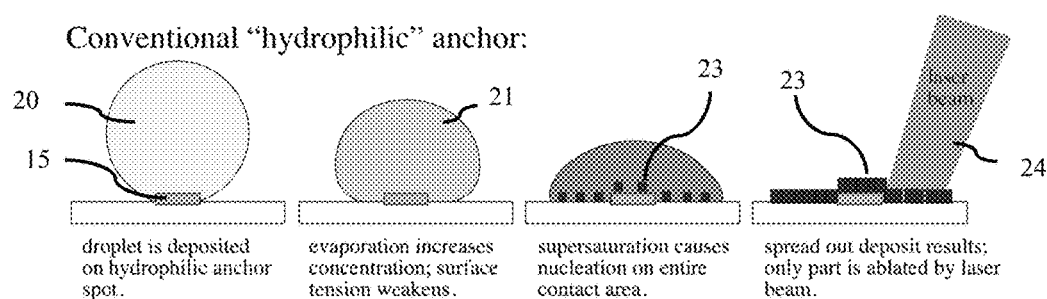 Conventional "hydrophilic" anchor:
20
15
21
23
23
laser
beam
24
droplet is deposited
on hydrophilic anchor
spot.
evaporation increases
concentration; surface
tension weakens.
supersaturation causes
nucleation on entire
contact area.
spread out deposit results;
only part is ablated by laser
beam.